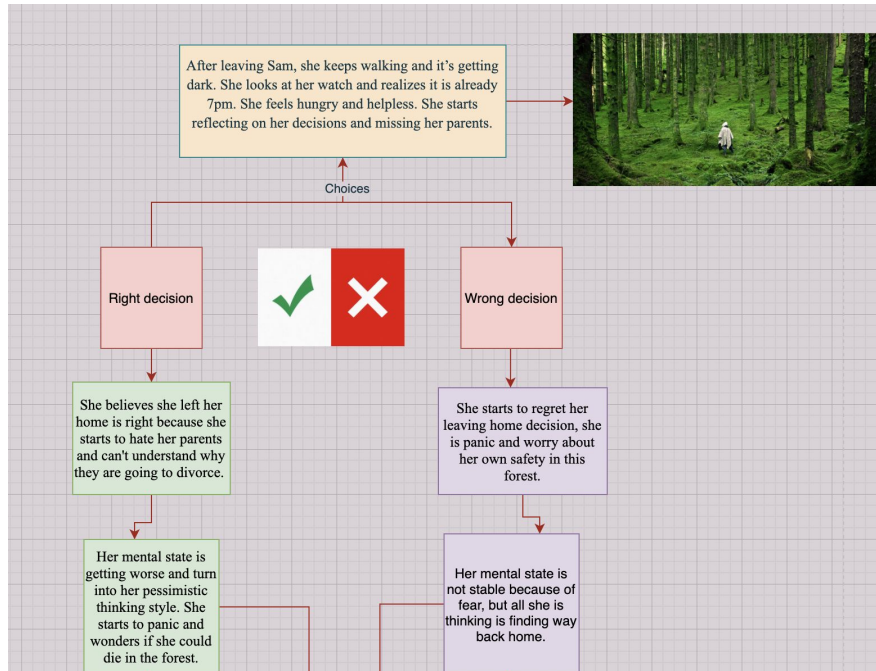 After leaving Sam, she keeps walking and it's getting
dark. She looks at her watch and realizes it is already
7pm. She feels hungry and helpless. She starts
reflecting on her decisions and missing her parents.
Choices
Right decision
Wrong decision
She believes she left her
home is right because she
starts to hate her parents
and can't understand why
they are going to divorce.
She starts to regret her
leaving home decision, she
is panic and worry about
her own safety in this
forest.
Her mental state is
getting worse and turn
into her pessimistic
thinking style. She
starts to panic and
wonders if she could
die in the forest.
Her mental state is
not stable because of
fear, but all she is
thinking is finding way
back home.